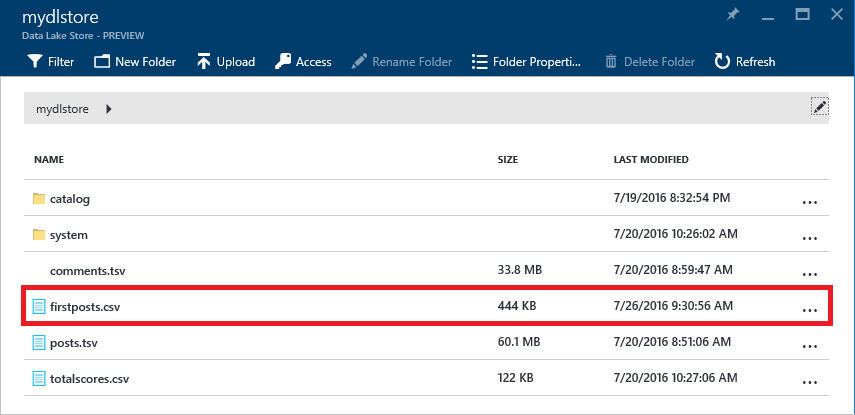 mydlstore
Data Lake Store - PREVIEW
Filter New Folder Upload Access Rename Folder Folder Properti... Delete Folder Refresh
mydlstore
NAME SIZE LAST MODIFIED
catalog 7/19/2016 8:32:54 PM ...
system 7/20/2016 10:26:02 AM ...
comments.tsv 33.8 MB 7/20/2016 8:59:47 AM ...
firstposts.csv 444 KB 7/26/2016 9:30:56 AM ...
posts.tsv 60.1 MB 7/20/2016 8:51:06 AM ...
totalscores.csv 122 KB 7/20/2016 10:27:06 AM ...